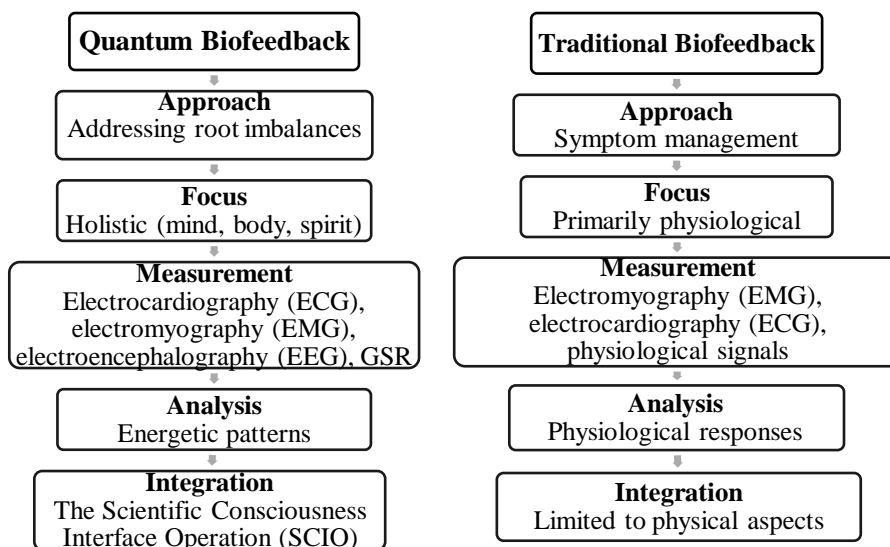 Quantum Biofeedback
Approach
Addressing root imbalances
Focus
Holistic (mind, body, spirit)
Measurement
Electrocardiography (ECG),
electromyography (EMG),
electroencephalography (EEG), GSR
Analysis
Energetic patterns
Integration
The Scientific Consciousness
Interface Operation (SCIO)
Traditional Biofeedback
Approach
Symptom management
Focus
Primarily physiological
Measurement
Electromyography (EMG),
electrocardiography (ECG),
physiological signals
Analysis
Physiological responses
Integration
Limited to physical aspects